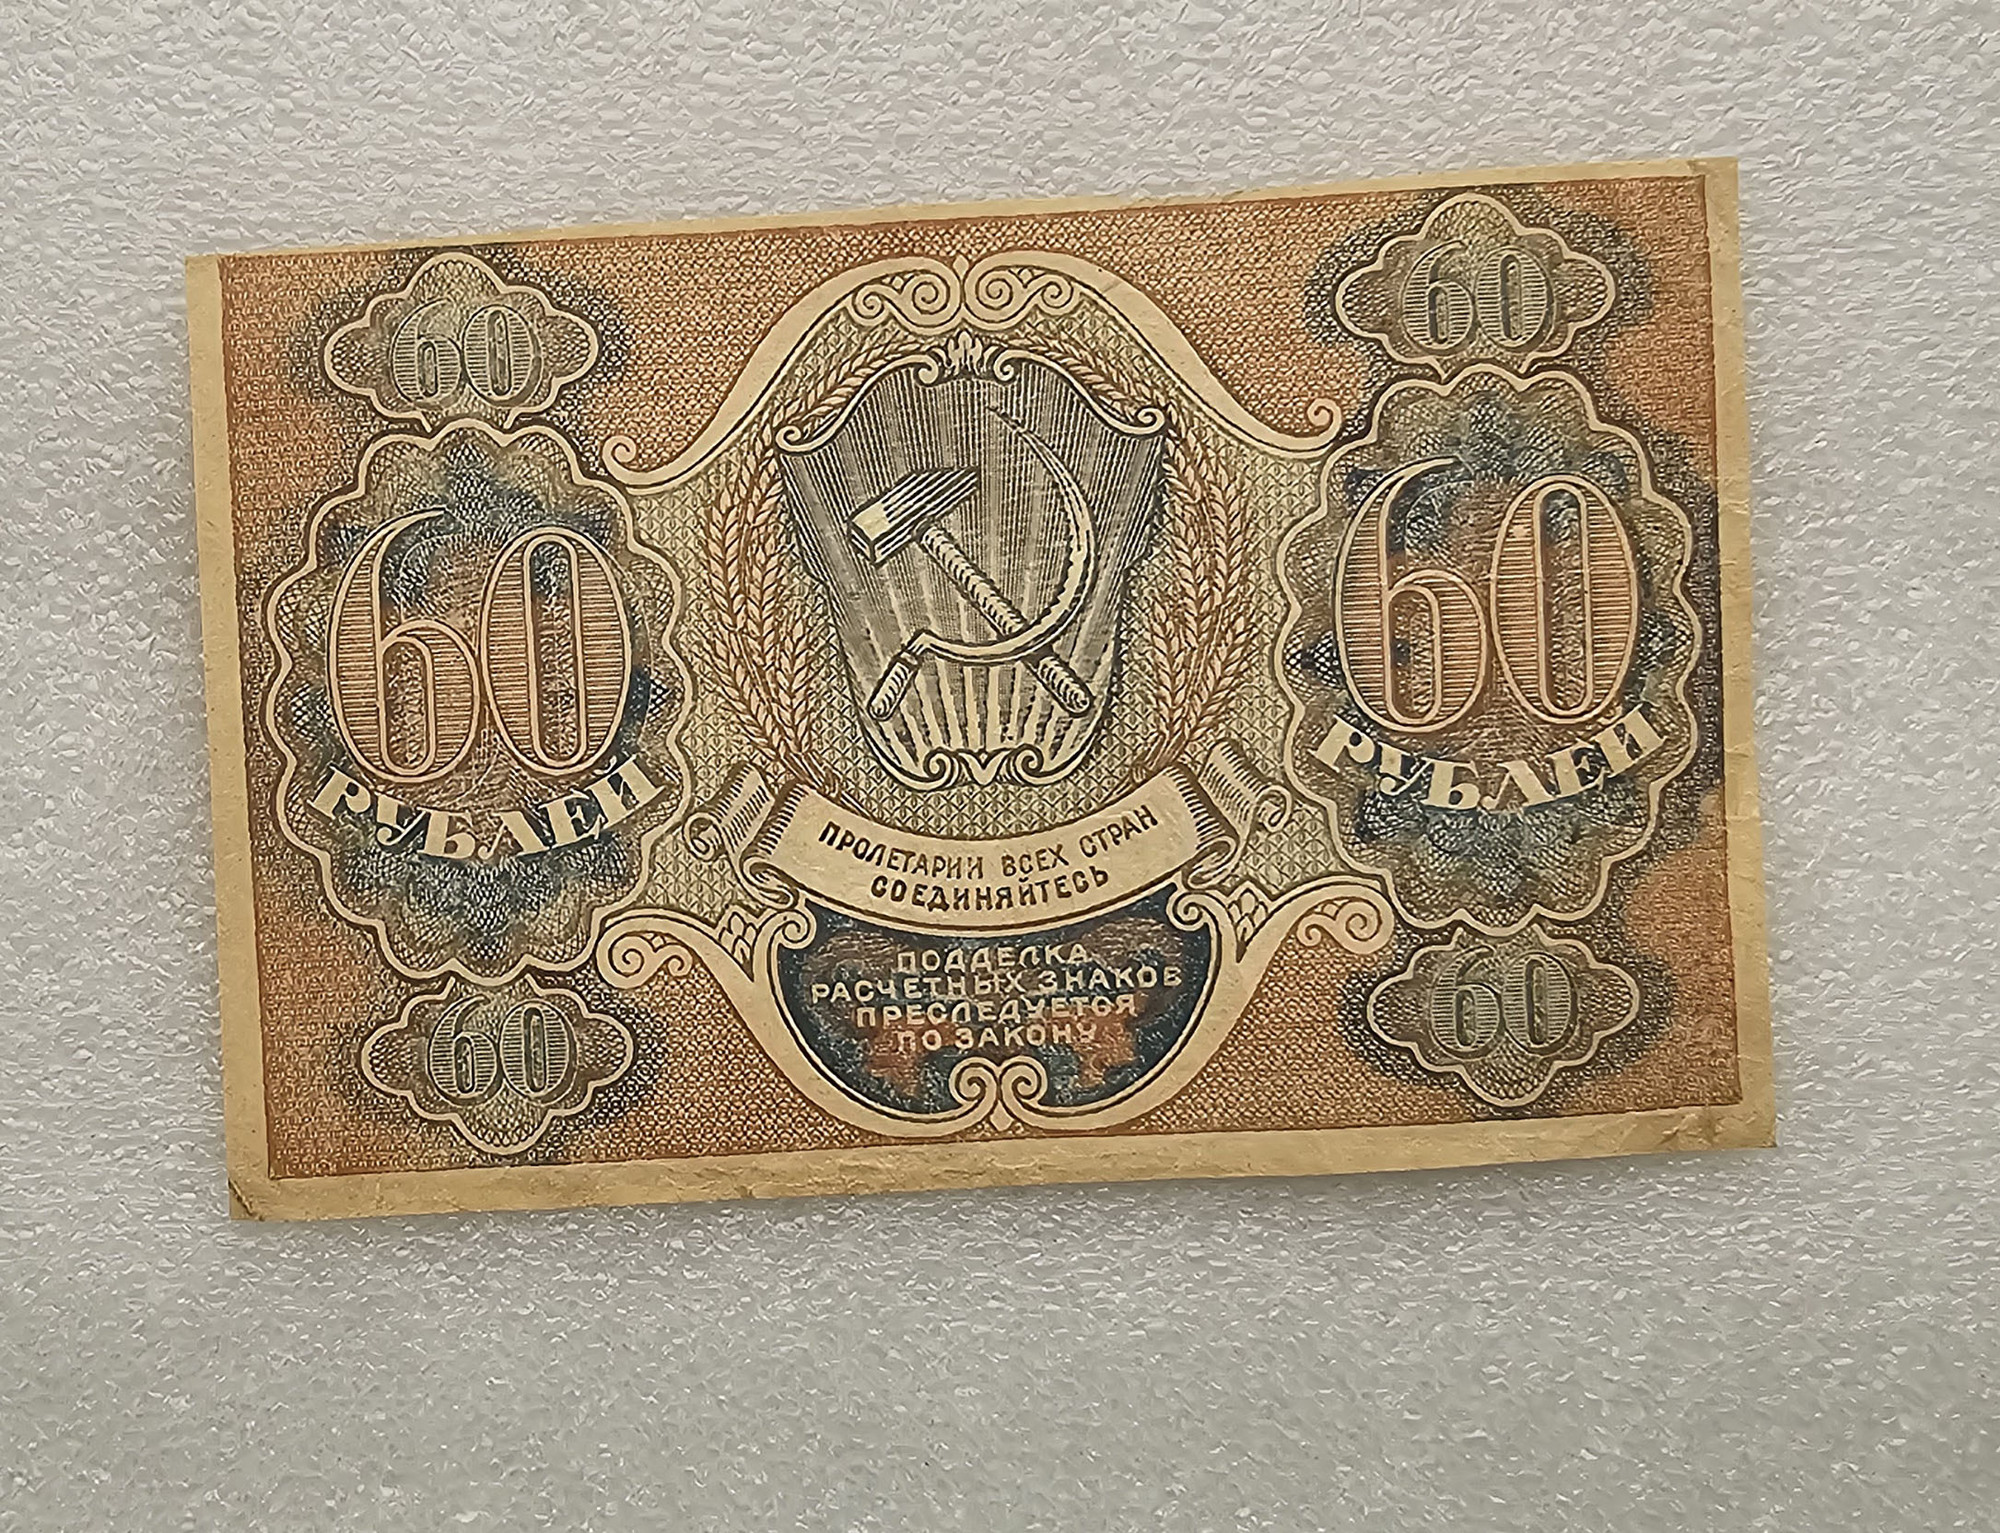 60
60
60
РУБЛЕЙ
60
РУБЛЕЙ
ПРОЛЕТАРИИ ВСЕХ СТРАН
СОЕДИНЯЙТЕСЬ
ПОДДЕЛКА
РАСЧЕТНЫХ ЗНАКОВ
ПРЕСЛЕДУЕТСЯ
ПО ЗАКОНУ
60
60